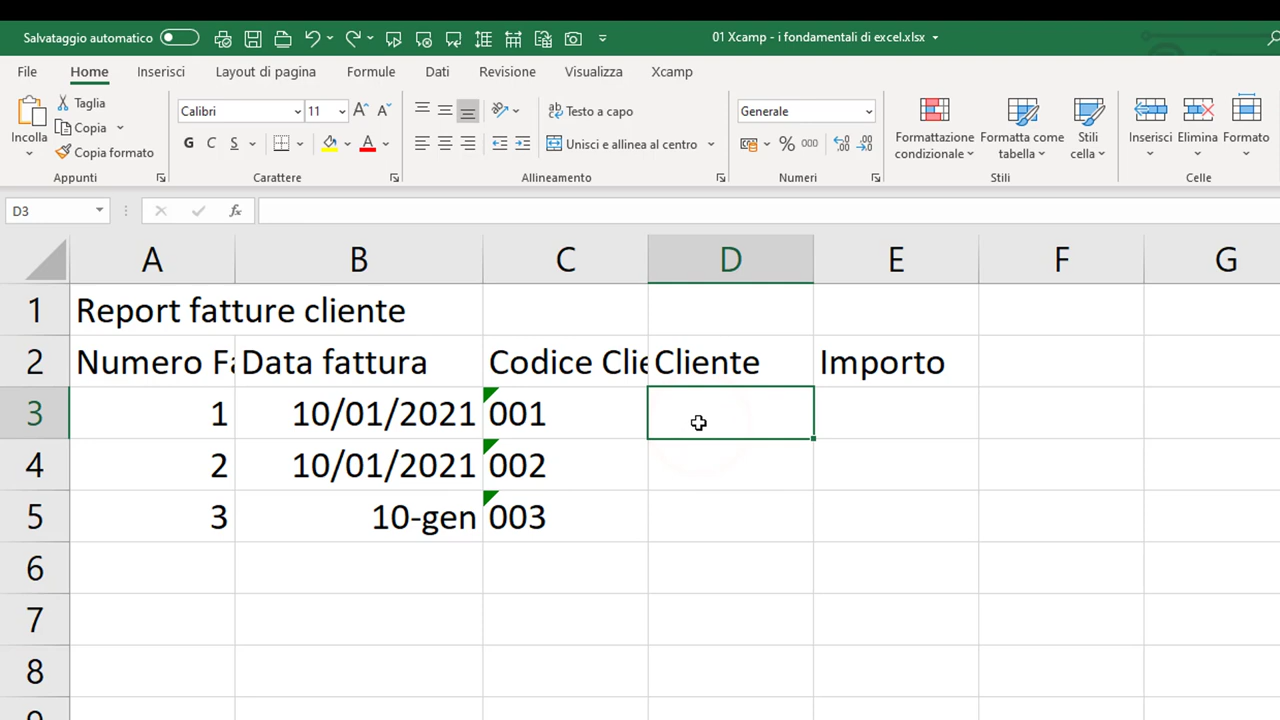 Salvataggio automatico 01 Xcamp - i fondamentali di excel.xlsx
File Home Inserisci Layout di pagina Formule Dati Revisione Visualizza Xcamp
Incolla
Taglia
Copia
Copia formato
Appunti
Calibri 11 A A
G C S A
Carattere
ab Testo a capo
Unisci e allinea al centro
Allineamento
Generale
% 000
Numeri
Formattazione condizionale
Formatta come tabella
Stili cella
Stili
Inserisci Elimina Formato
Celle
D3 fx
A B C D E F G
1 Report fatture cliente
2 Numero Fa Data fattura Codice Clie Cliente Importo
3 1 10/01/2021 001
4 2 10/01/2021 002
5 3 10-gen 003
6
7
8